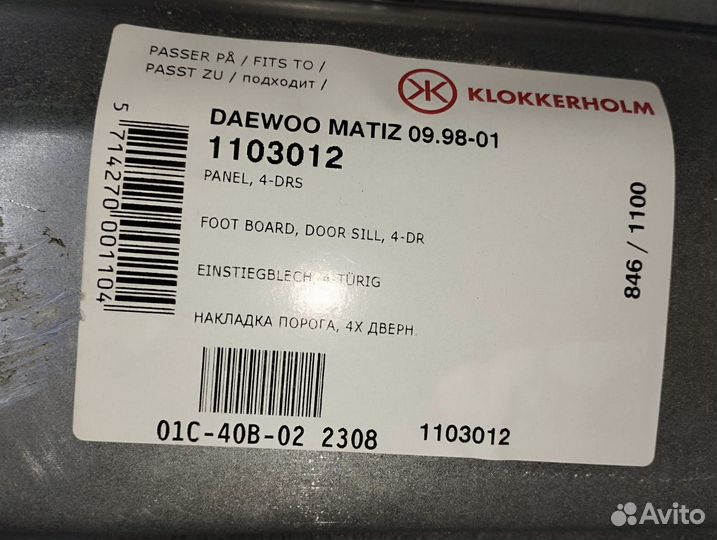 PASSER PÅ / FITS TO /
PASST ZU / подходит /
KLOKKERHOLM
DAEWOO MATIZ 09.98-01
1103012
PANEL, 4-DRS
FOOT BOARD, DOOR SILL, 4-DR
EINSTIEGBLECH, 4-TÜRIG
НАКЛАДКА ПОРОГА, 4X ДВЕРН.
5 714270 001104
846 / 1100
01C-40B-02 2308
1103012
Avito